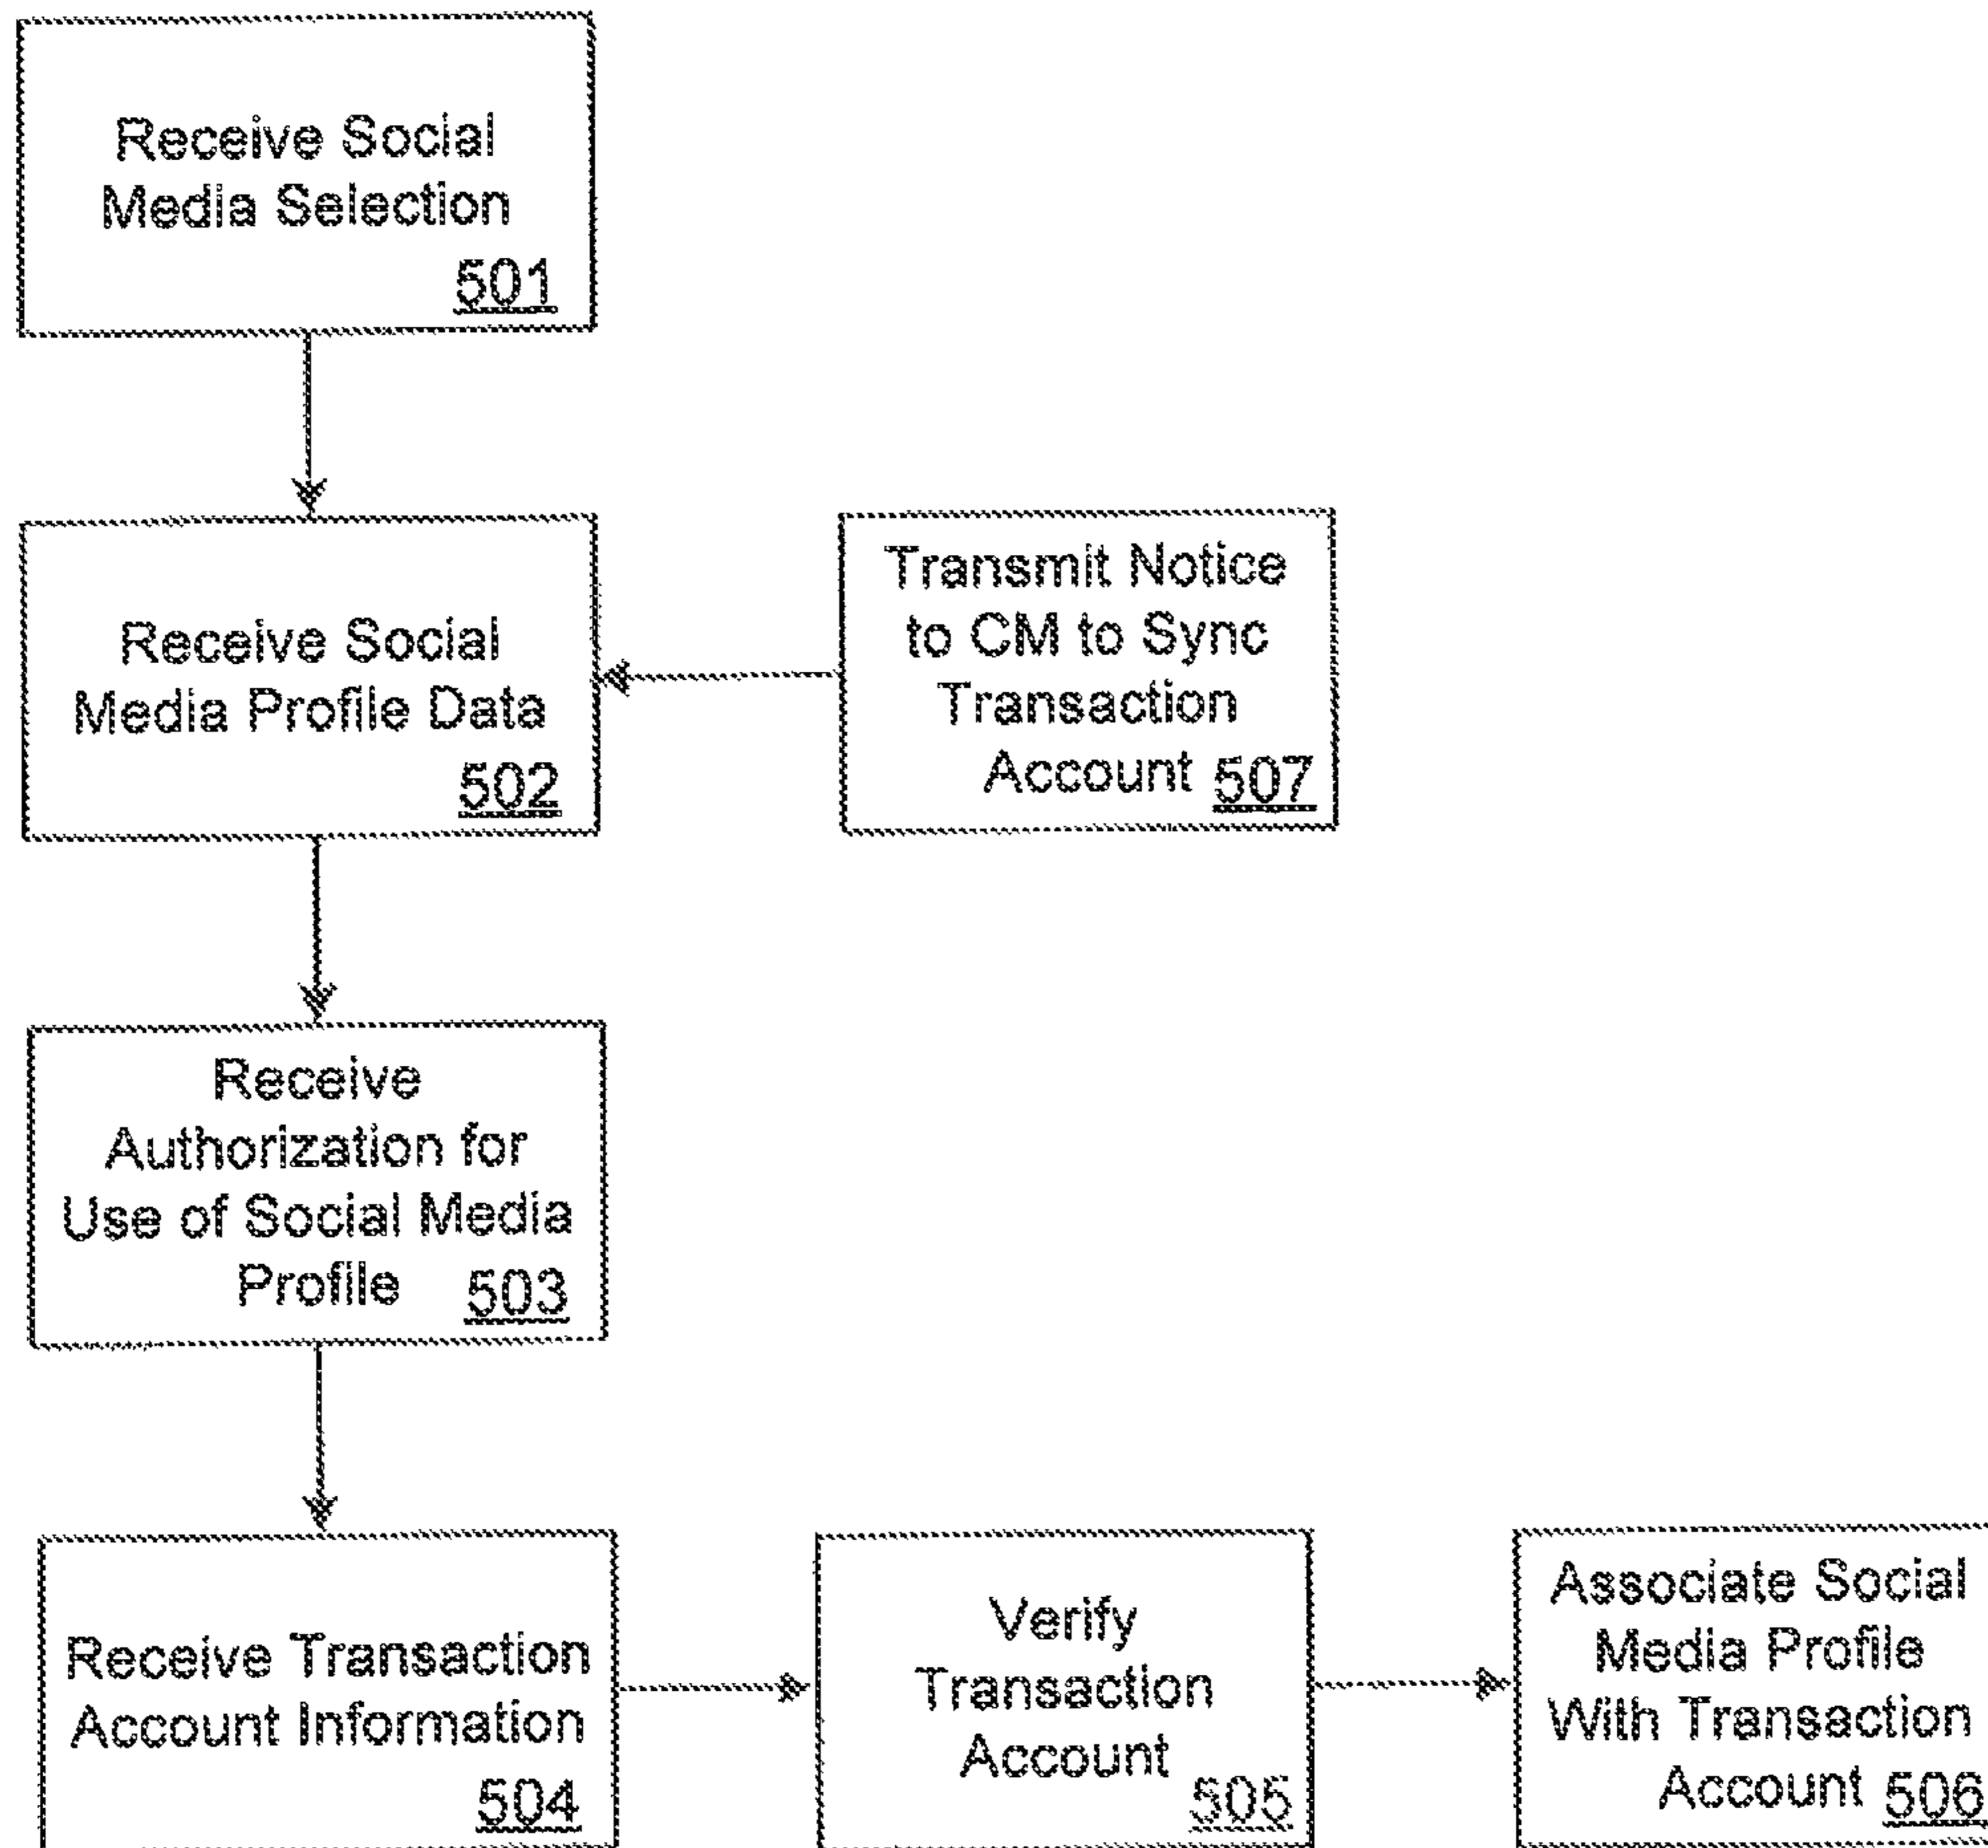 Receive Social
Media Selection
501
Receive Social
Media Profile Data
502
Transmit Notice
to CM to Sync
Transaction
Account 507
Receive
Authorization for
Use of Social Media
Profile 503
Receive Transaction
Account Information
504
Verify
Transaction
Account
505
Associate Social
Media Profile
With Transaction
Account 506